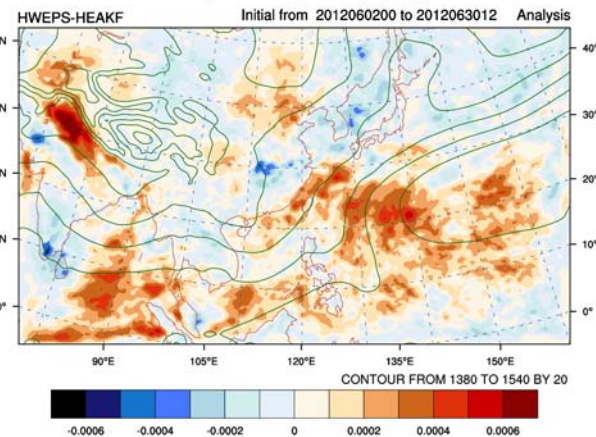 HWEPS-HEAKF Initial from 2012060200 to 2012063012 Analysis
N 40°
N 30°
N 20°
N 10°
0° 0°
90°E 105°E 120°E 135°E 150°E
CONTOUR FROM 1380 TO 1540 BY 20
-0.0006 -0.0004 -0.0002 0 0.0002 0.0004 0.0006